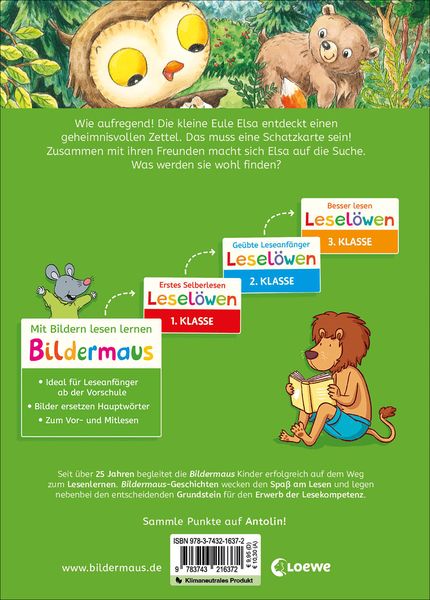 Wie aufregend! Die kleine Eule Elsa entdeckt einen
geheimnisvollen Zettel. Das muss eine Schatzkarte sein!
Zusammen mit ihren Freunden macht sich Elsa auf die Suche.
Was werden sie wohl finden?
Besser lesen
Leselöwen
3. KLASSE
Geübte Leseanfänger
Leselöwen
2. KLASSE
Erstes Selberlesen
Leselöwen
1. KLASSE
Mit Bildern lesen lernen
Bildermaus
• Ideal für Leseanfänger
ab der Vorschule
• Bilder ersetzen Hauptwörter
• Zum Vor- und Mitlesen
Seit über 25 Jahren begleitet die Bildermaus Kinder erfolgreich auf dem Weg
zum Lesenlernen. Bildermaus-Geschichten wecken den Spaß am Lesen und legen
nebenbei den entscheidenden Grundstein für den Erwerb der Lesekompetenz.
Sammle Punkte auf Antolin!
www.bildermaus.de
ISBN 978-3-7432-1637-2
9 783743 216372
€ 9,95 (D)
€ 10,30 (A)
Klimaneutrales Produkt
Loewe